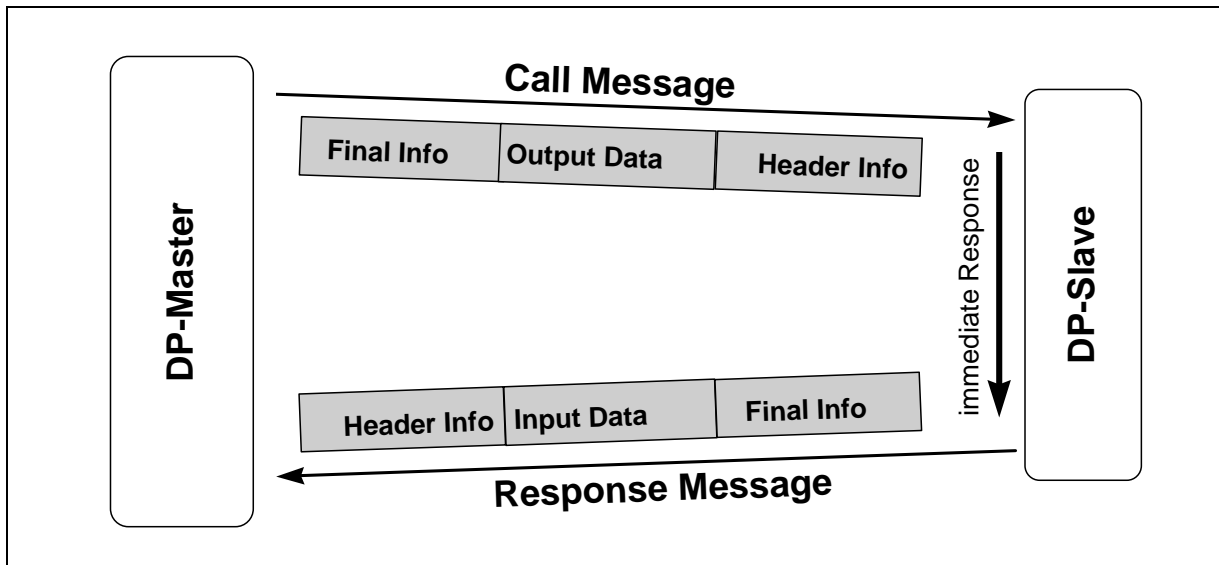 Call Message
Final Info Output Data Header Info
DP-Master
immediate Response
DP-Slave
Header Info Input Data Final Info
Response Message